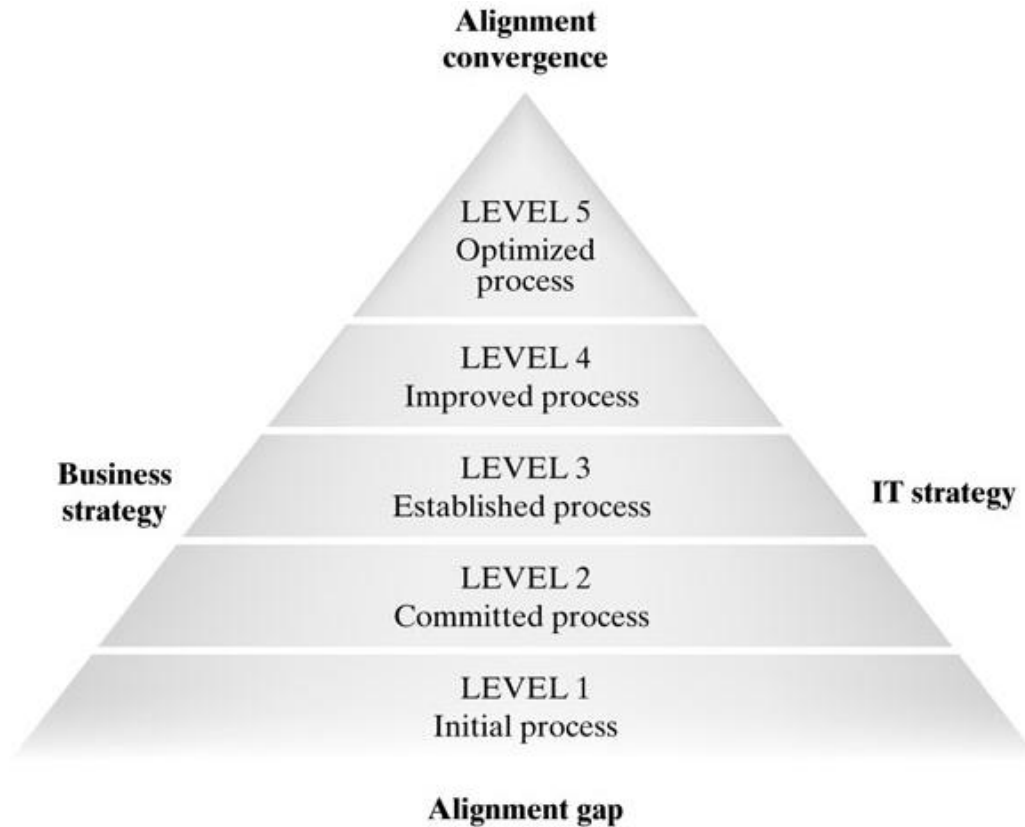 Alignment
convergence
LEVEL 5
Optimized
process
LEVEL 4
Improved process
Business
strategy
LEVEL 3
Established process
IT strategy
LEVEL 2
Committed process
LEVEL 1
Initial process
Alignment gap